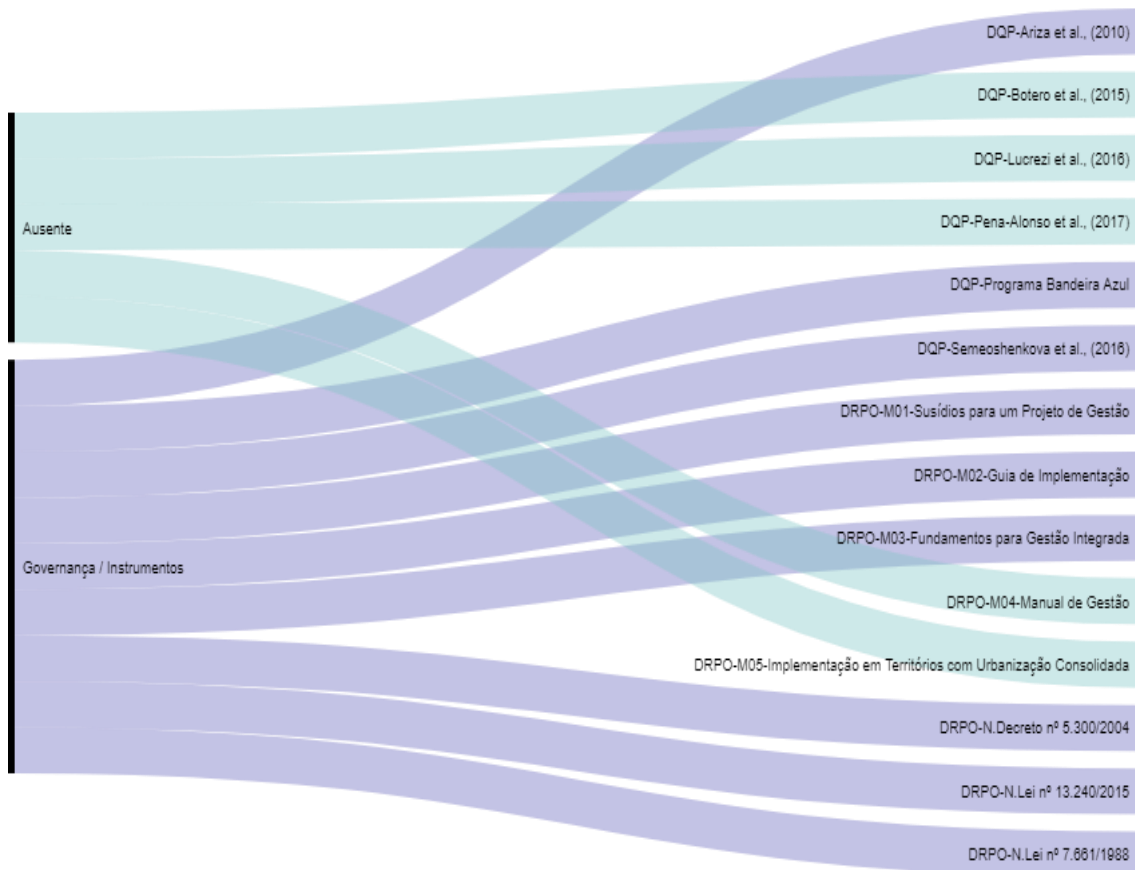 Ausente
Governança / Instrumentos
DQP-Ariza et al., (2010)
DQP-Botero et al., (2015)
DQP-Lucrezi et al., (2016)
DQP-Pena-Alonso et al., (2017)
DQP-Programa Bandeira Azul
DQP-Semeoshenkova et al., (2016)
DRPO-M01-Susídios para um Projeto de Gestão
DRPO-M02-Guia de Implementação
DRPO-M03-Fundamentos para Gestão Integrada
DRPO-M04-Manual de Gestão
DRPO-M05-Implementação em Territórios com Urbanização Consolidada
DRPO-N.Decreto nº 5.300/2004
DRPO-N.Lei nº 13.240/2015
DRPO-N.Lei nº 7.661/1988